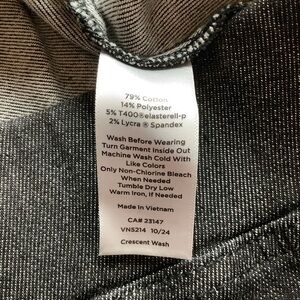 79% Cotton
14% Polyester
5% T400®elasterell-p
2% Lycra ® Spandex
Wash Before Wearing
Turn Garment Inside Out
Machine Wash Cold With
Like Colors
Only Non-Chlorine Bleach
When Needed
Tumble Dry Low
Warm Iron, If Needed
Made in Vietnam
CA# 23147
VN5214 10/24
Crescent Wash